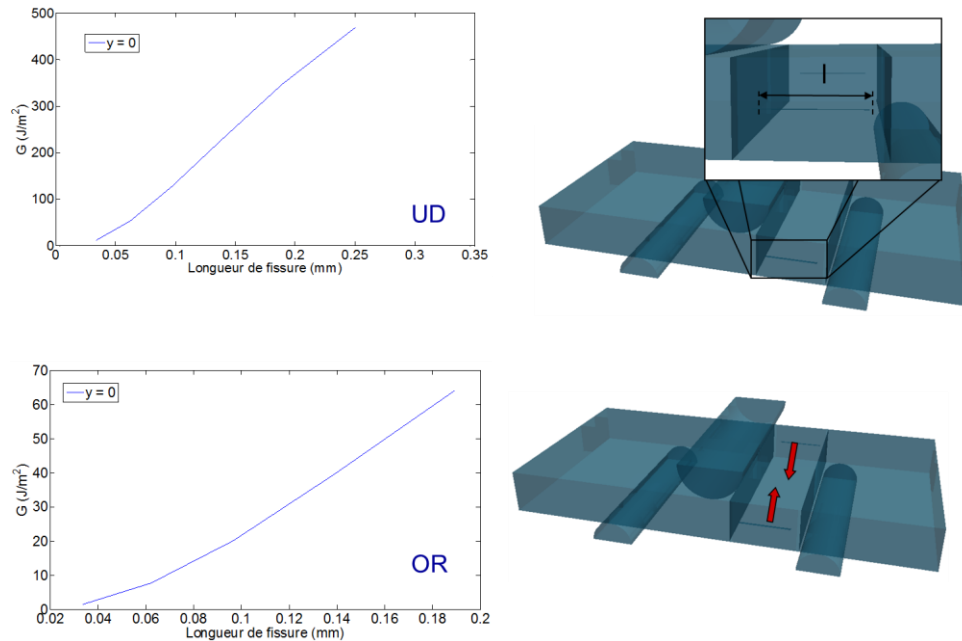 500
400
300
200
100
0
G (J/m²)
y = 0
UD
0 0.05 0.1 0.15 0.2 0.25 0.3 0.35
Longueur de fissure (mm)
l
70
60
50
40
30
20
10
0
G (J/m²)
y = 0
OR
0.02 0.04 0.06 0.08 0.1 0.12 0.14 0.16 0.18 0.2
Longueur de fissure (mm)